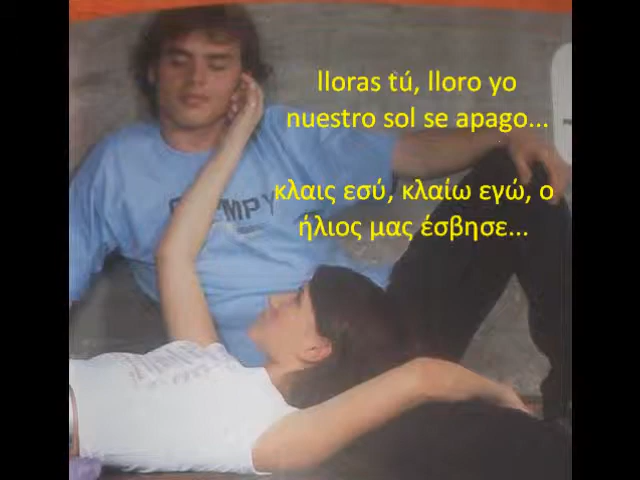 lloras tú, lloro yo
nuestro sol se apago...
κλαις εσύ, κλαίω εγώ, ο
ήλιος μας έσβησε...